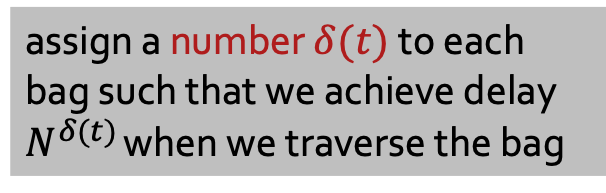 assign a number δ(t) to each
bag such that we achieve delay
N^δ(t) when we traverse the bag